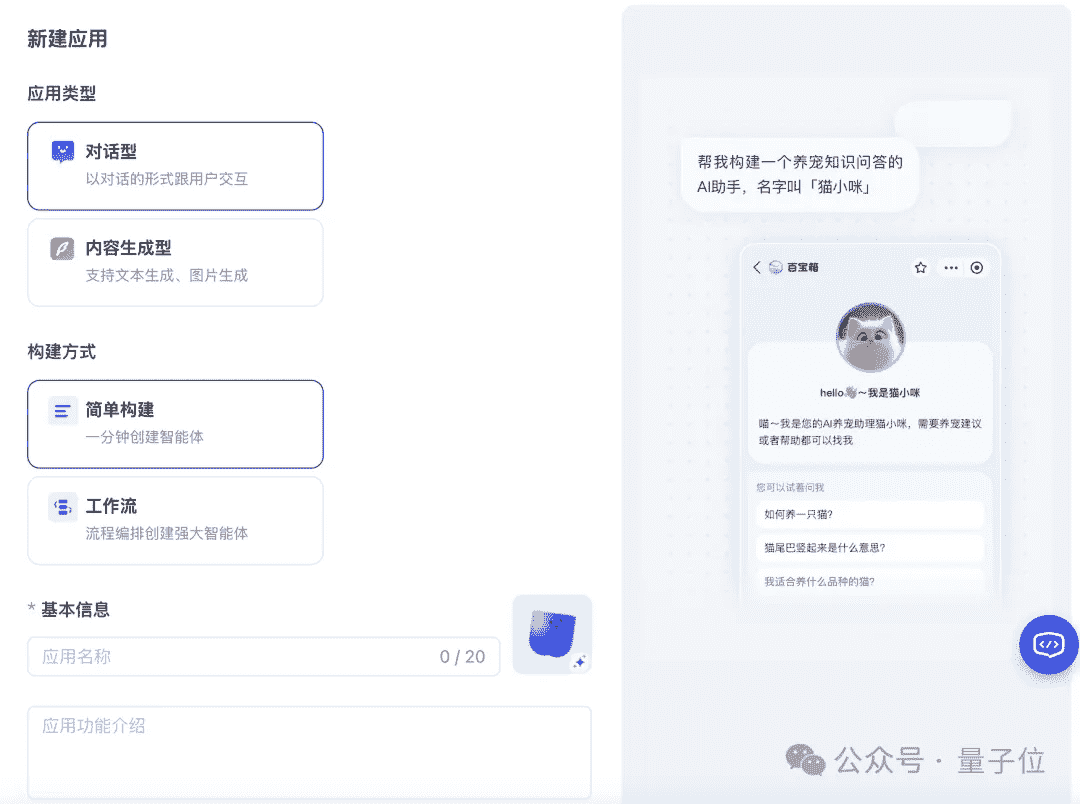 新建应用
应用类型
对话型
以对话的形式跟用户交互
内容生成型
支持文本生成、图片生成
构建方式
简单构建
一分钟创建智能体
工作流
流程编排创建强大智能体
* 基本信息
应用名称
0 / 20
应用功能介绍
帮我构建一个养宠知识问答的
AI助手，名字叫「猫小咪」
百宝箱
hello👋～我是猫小咪
喵～我是您的AI养宠助理猫小咪，需要养宠建议
或者帮助都可以找我
您可以试着问我
如何养一只猫?
猫尾巴竖起来是什么意思?
我适合养什么品种的猫?
公众号 · 量子位